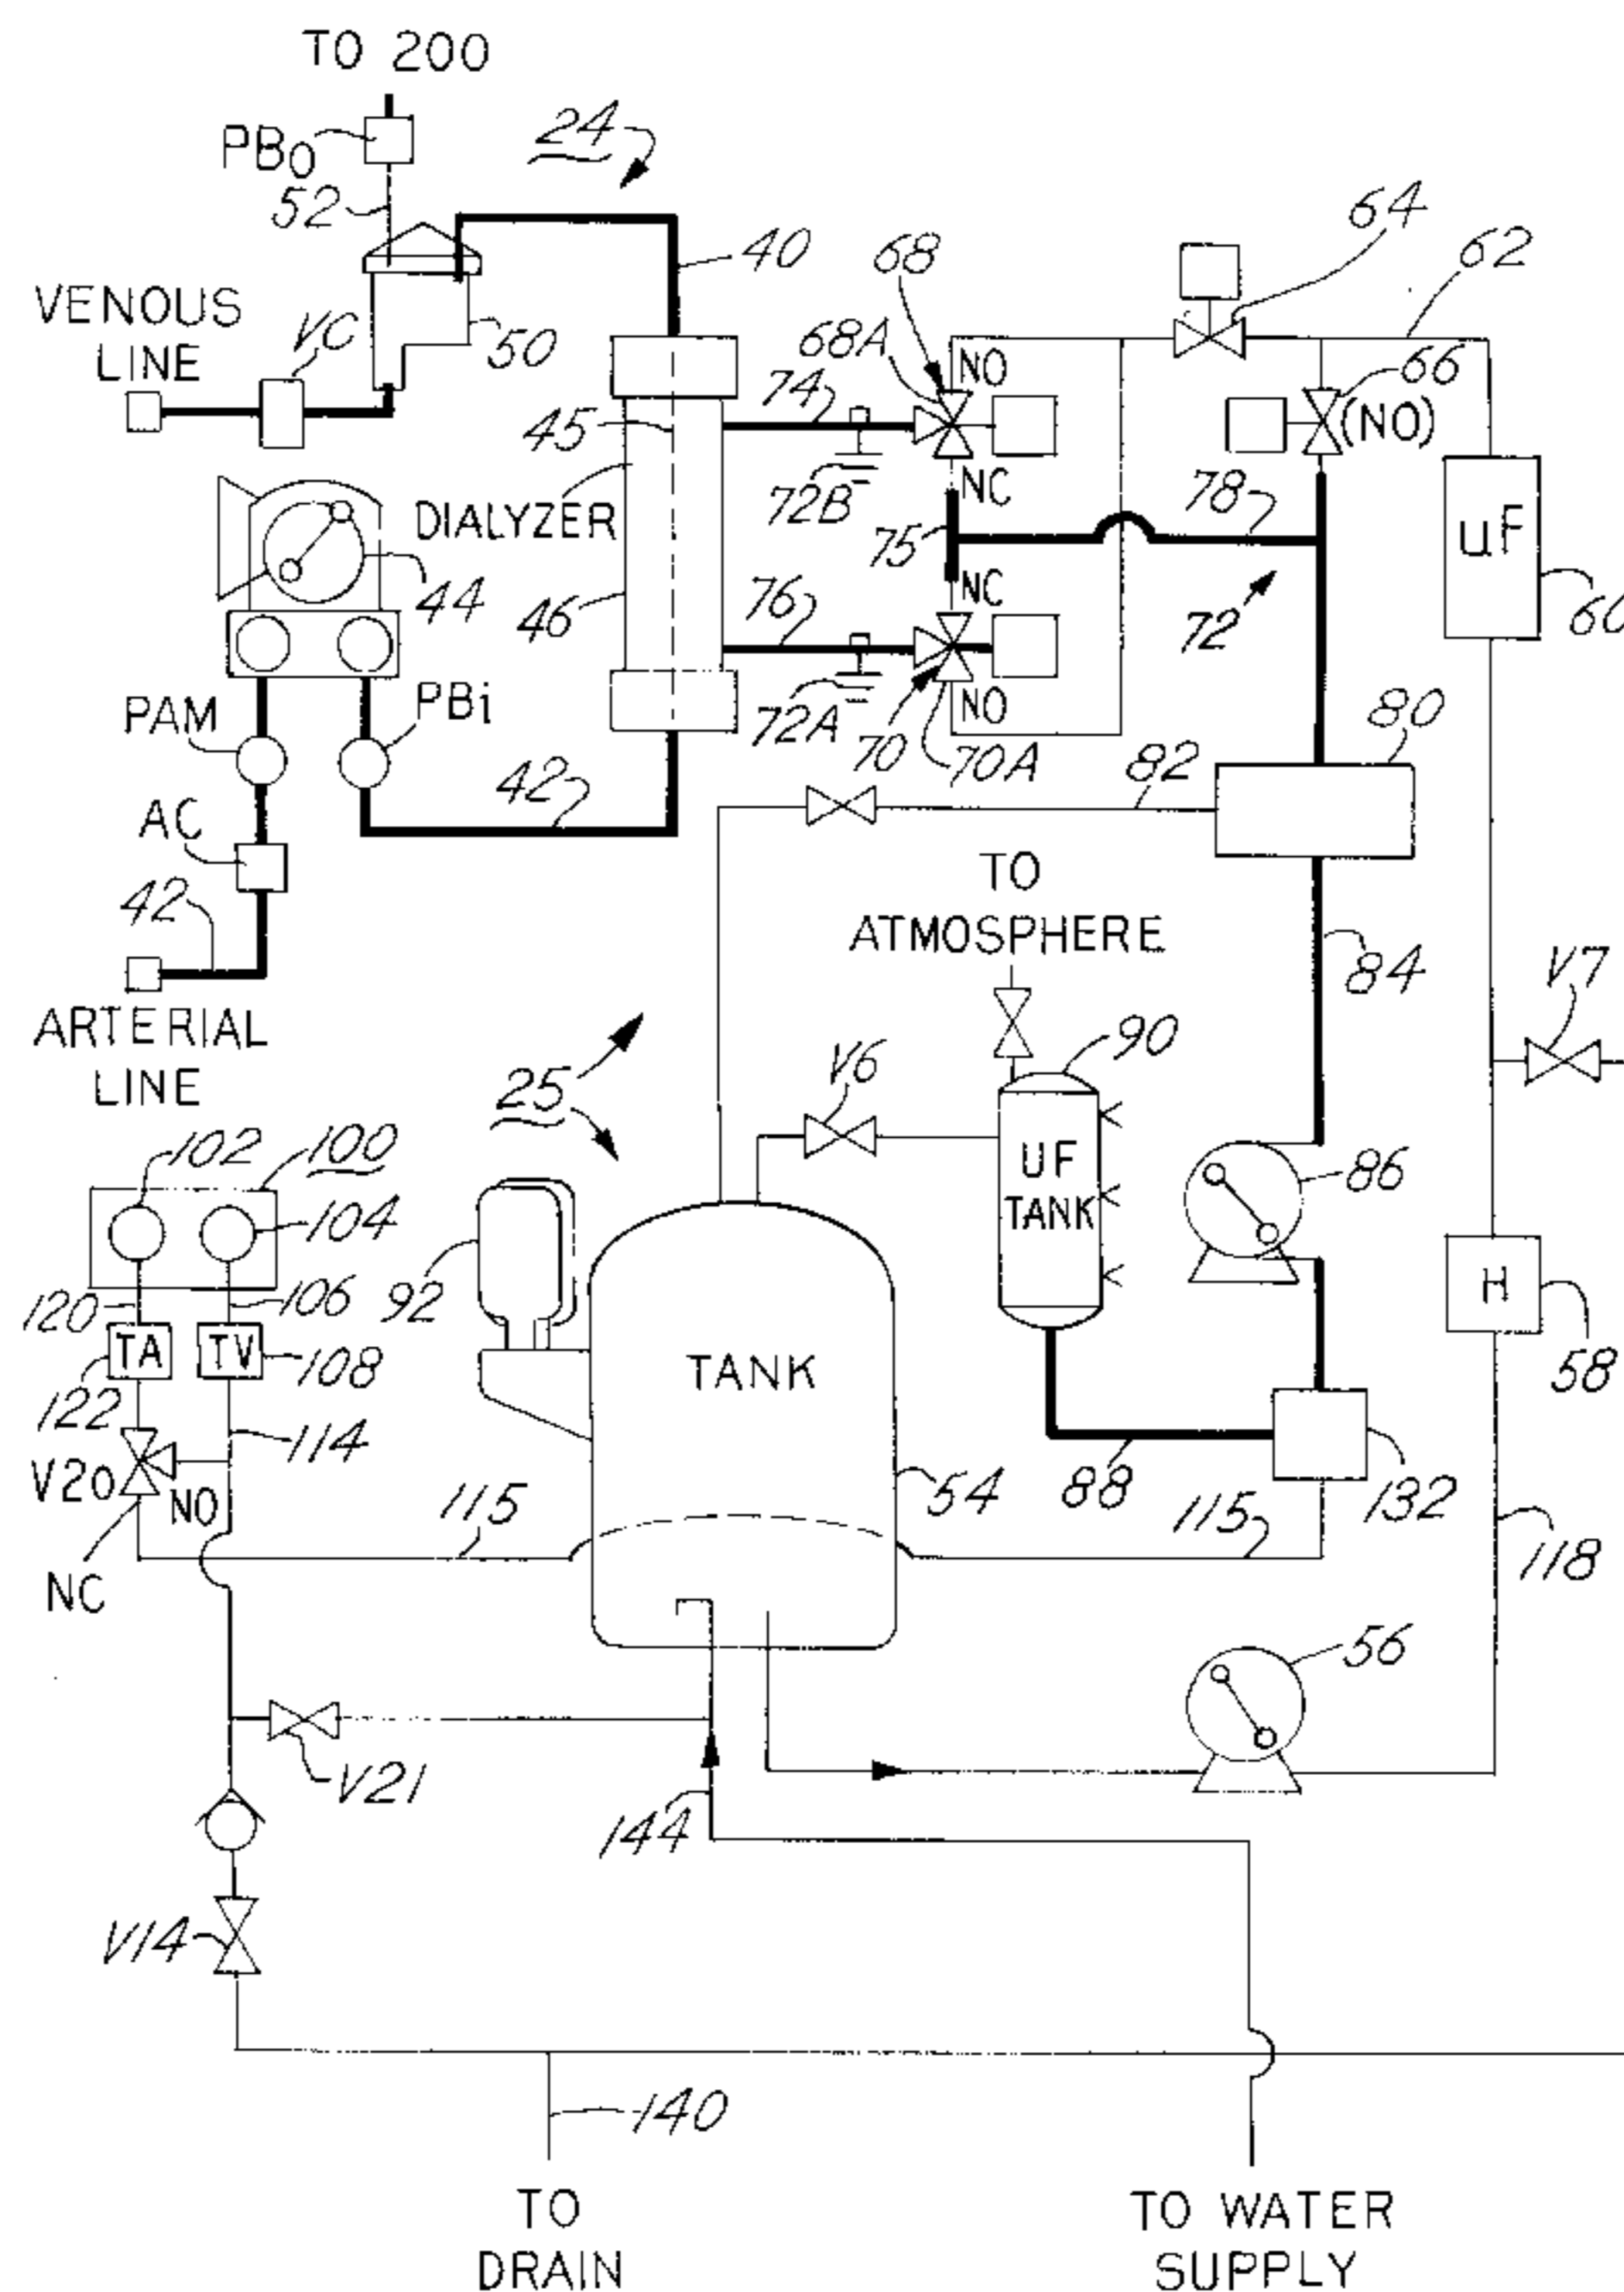 TO 200
PBo
52
24
40
64
62
VENOUS
LINE
VC
50
68
68A
NO
66
(NO)
74
45
72B
NC
78
UF
DIALYZER
75
44
46
76
NC
72
60
PAM
PBi
72A
NO
70
70A
80
42
82
AC
TO
ATMOSPHERE
42
84
V7
ARTERIAL
LINE
25
V6
90
102
100
UF
TANK
86
104
92
H
120
106
TA
TV
108
TANK
58
122
114
V20
NO
54
88
132
115
115
118
NC
56
V21
144
V14
140
TO
DRAIN
TO WATER
SUPPLY